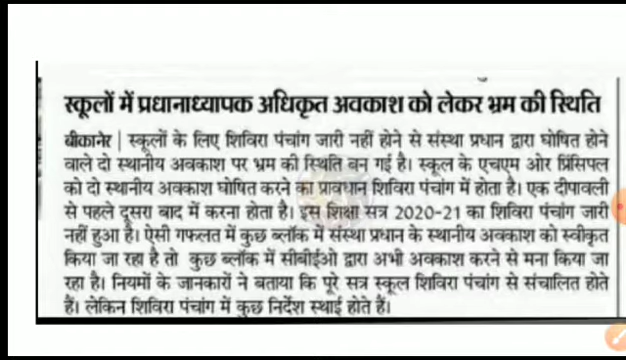 स्कूलों में प्रधानाध्यापक अधिकृत अवकाश को लेकर भ्रम की स्थिति
बीकानेर | स्कूलों के लिए शिविरा पंचांग जारी नहीं होने से संस्था प्रधान द्वारा घोषित होने
वाले दो स्थानीय अवकाश पर भ्रम की स्थिति बन गई है। स्कूल के एचएम ओर प्रिंसिपल
को दो स्थानीय अवकाश घोषित करने का प्रावधान शिविरा पंचांग में होता है। एक दीपावली
से पहले दूसरा बाद में करना होता है। इस शिक्षा सत्र 2020-21 का शिविरा पंचांग जारी
नहीं हुआ है। ऐसी गफलत में कुछ ब्लॉक में संस्था प्रधान के स्थानीय अवकाश को स्वीकृत
किया जा रहा है तो कुछ ब्लॉक में सीबीईओ द्वारा अभी अवकाश करने से मना किया जा
रहा है। नियमों के जानकारों ने बताया कि पूरे सत्र स्कूल शिविरा पंचांग से संचालित होते
हैं। लेकिन शिविरा पंचांग में कुछ निर्देश स्थाई होते हैं।